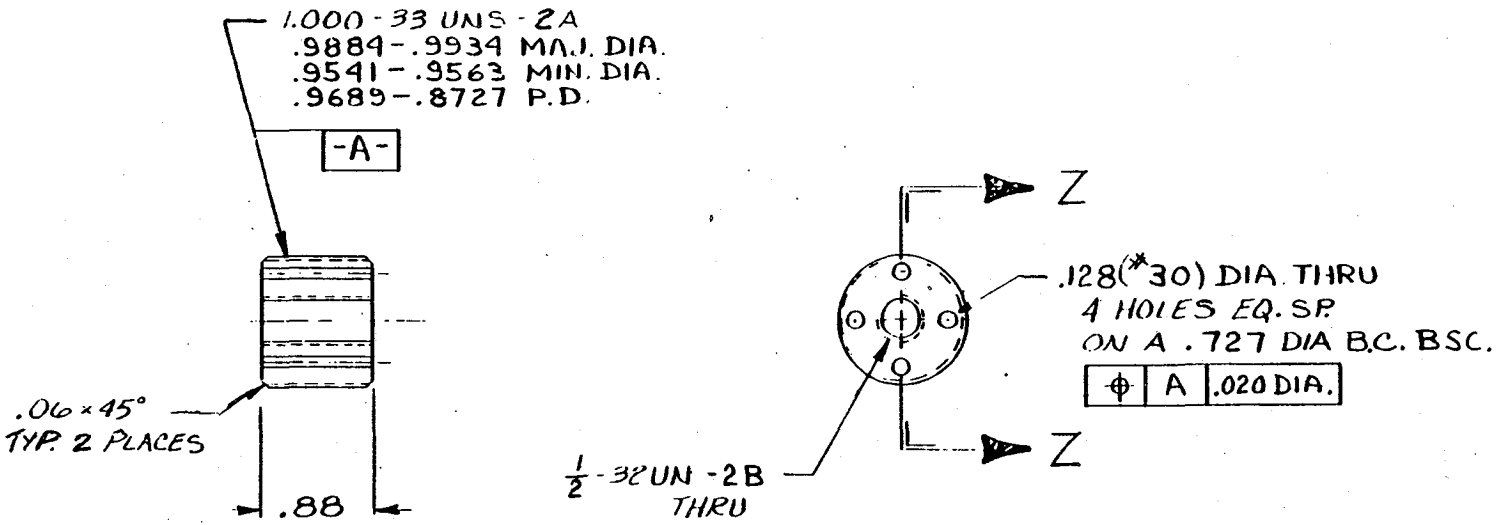 1.000-33 UNS-2A
.9884-.9934 MAJ. DIA.
.9541-.9563 MIN. DIA.
.9689-.8727 P.D.
-A-
Z
.128(#30) DIA. THRU
4 HOLES EQ. SP.
ON A .727 DIA B.C. BSC.
⌖ A .020 DIA.
.06 x 45°
TYP. 2 PLACES
.88
1/2-32UN-2B
THRU
Z